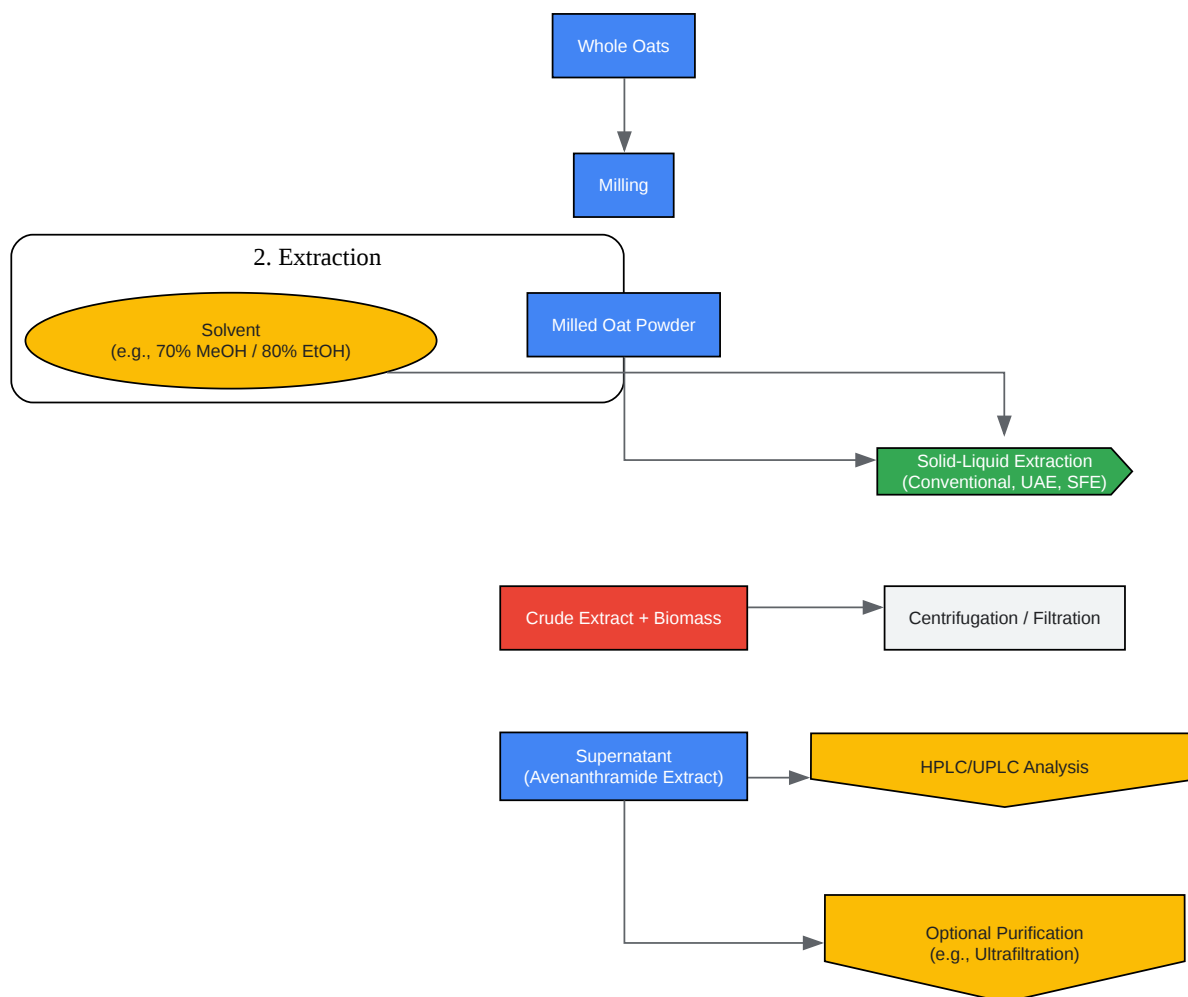 Whole Oats
Milling
2. Extraction
Solvent
(e.g., 70% MeOH / 80% EtOH)
Milled Oat Powder
Solid-Liquid Extraction
(Conventional, UAE, SFE)
Crude Extract + Biomass
Centrifugation / Filtration
Supernatant
(Avenanthramide Extract)
HPLC/UPLC Analysis
Optional Purification
(e.g., Ultrafiltration)